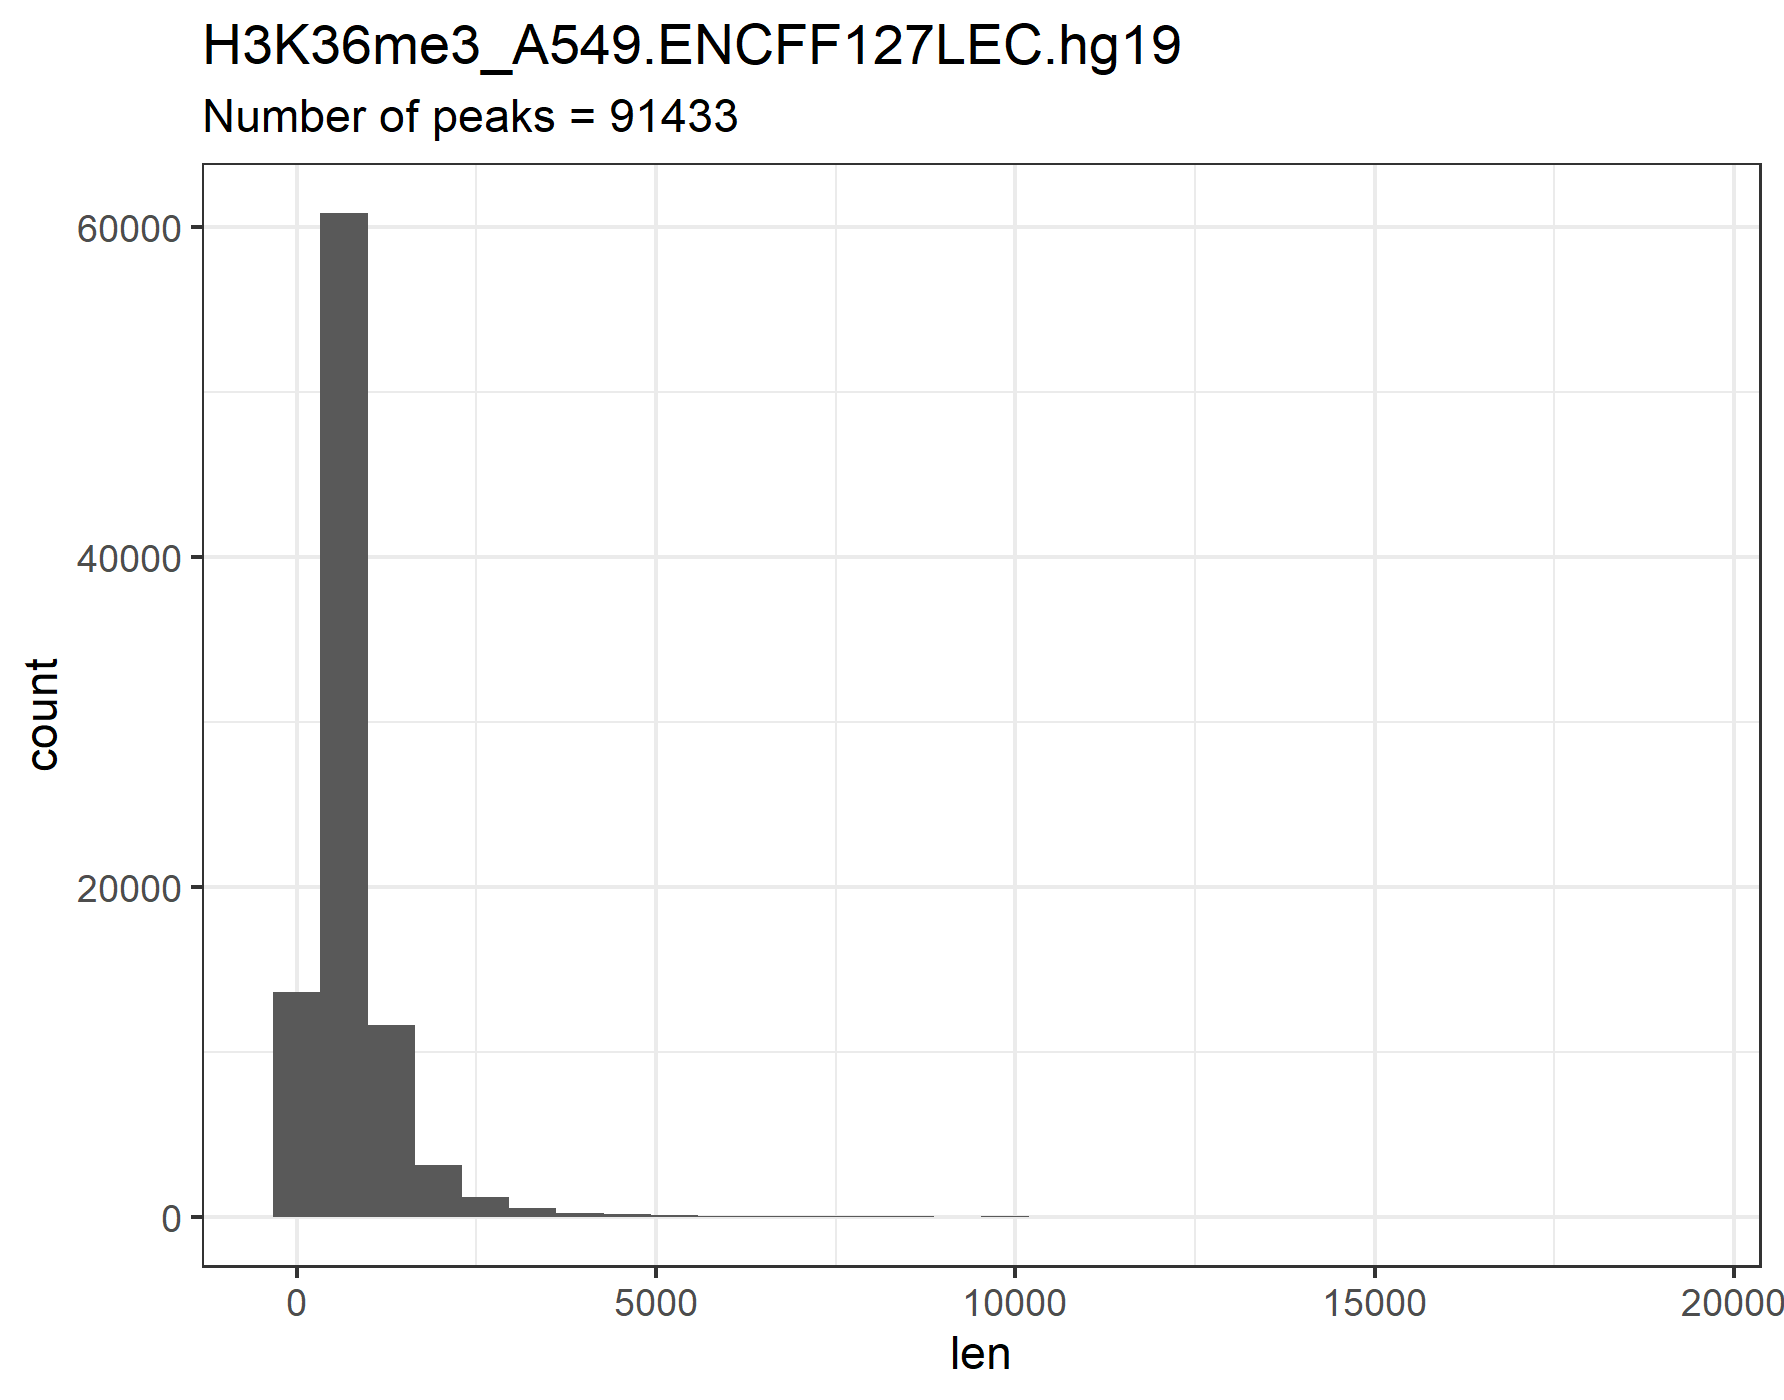 H3K36me3_A549.ENCFF127LEC.hg19
Number of peaks = 91433
60000
40000
20000
0
count
0 5000 10000 15000 20000
len